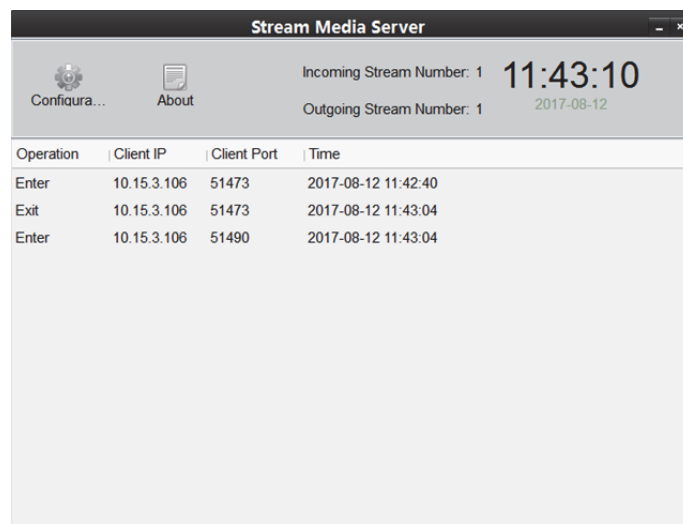 Stream Media Server
Configura...
About
Incoming Stream Number: 1
Outgoing Stream Number: 1
11:43:10
2017-08-12
Operation Client IP Client Port Time
Enter 10.15.3.106 51473 2017-08-12 11:42:40
Exit 10.15.3.106 51473 2017-08-12 11:43:04
Enter 10.15.3.106 51490 2017-08-12 11:43:04